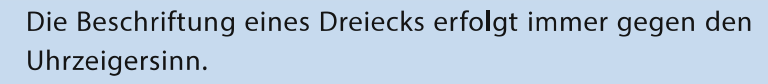 Die Beschriftung eines Dreiecks erfolgt immer gegen den
Uhrzeigersinn.